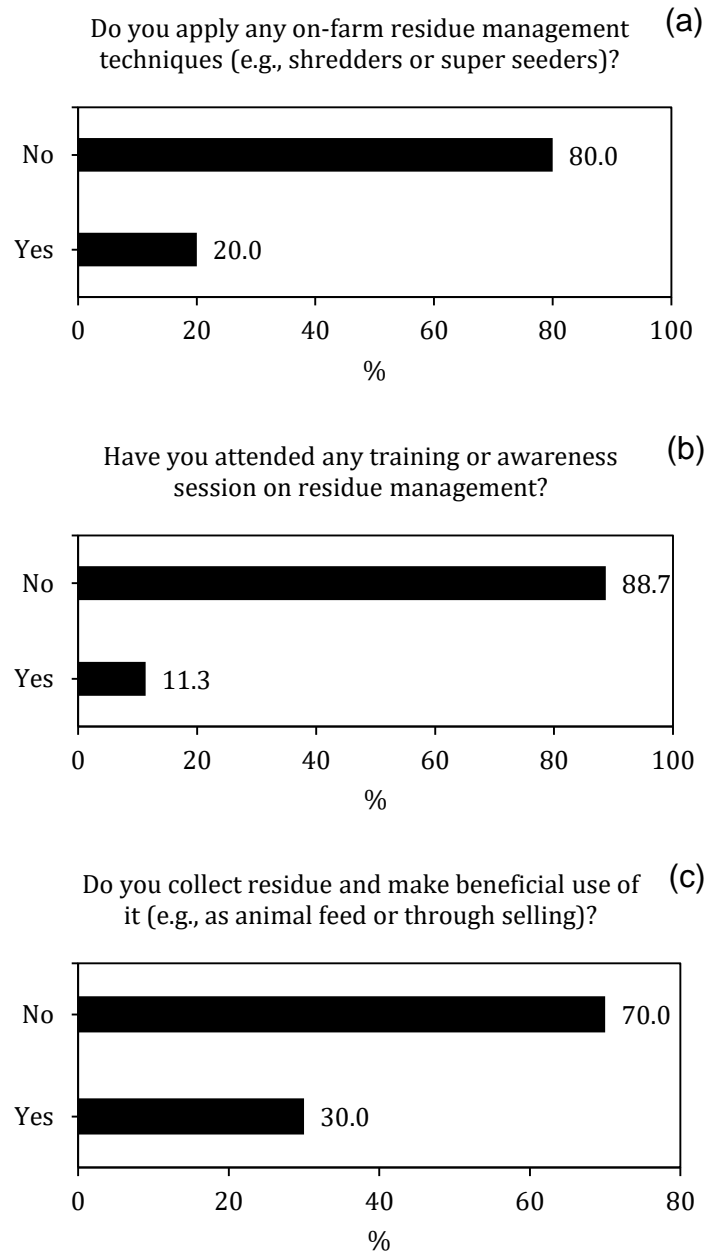 Do you apply any on-farm residue management
techniques (e.g., shredders or super seeders)?
(a)
No
80.0
Yes
20.0
0 20 40 60 80 100
%
Have you attended any training or awareness
session on residue management?
(b)
No
88.7
Yes
11.3
0 20 40 60 80 100
%
Do you collect residue and make beneficial use of
it (e.g., as animal feed or through selling)?
(c)
No
70.0
Yes
30.0
0 20 40 60 80
%